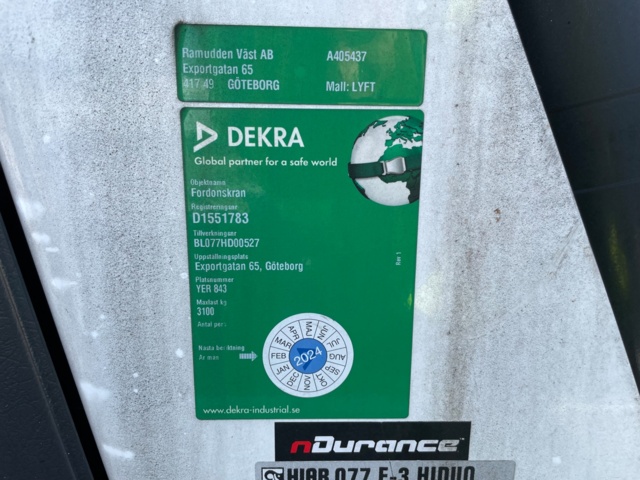 Ramudden Väst AB A405437
Exportgatan 65
417 49 GÖTEBORG Mall: LYFT
DEKRA
Global partner for a safe world
Objektnamn
Fordonskran
Registreringsnr
D1551783
Tillverkningsnr
BL077HD00527
Uppställningsplats
Exportgatan 65, Göteborg
Platsnummer
YER 843
Maxlast kg
3100
Antal pers
Nästa besiktning
År mån
JAN FEB MAR APR MAJ JUN JUL AUG SEP OKT NOV DEC
2024
Rev 1
www.dekra-industrial.se
nDurance
HIAB 077 E-3 HIDUO